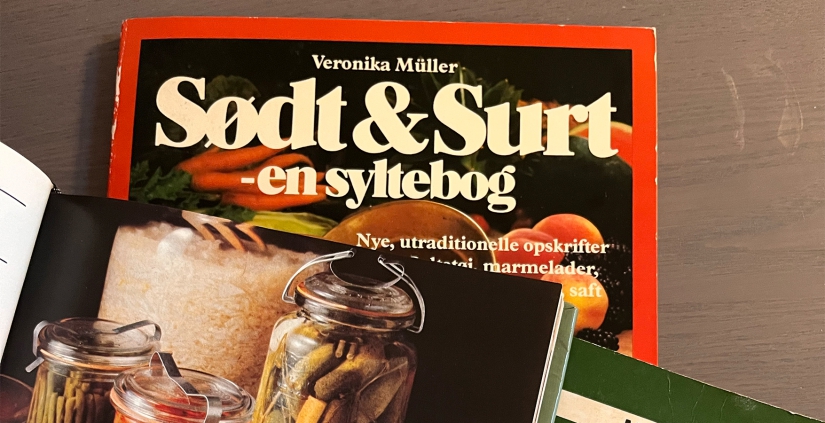 Veronika Müller
Sødt & Surt
-en syltebog
Nye, utraditionelle opskrifter
marmelader,
, saft